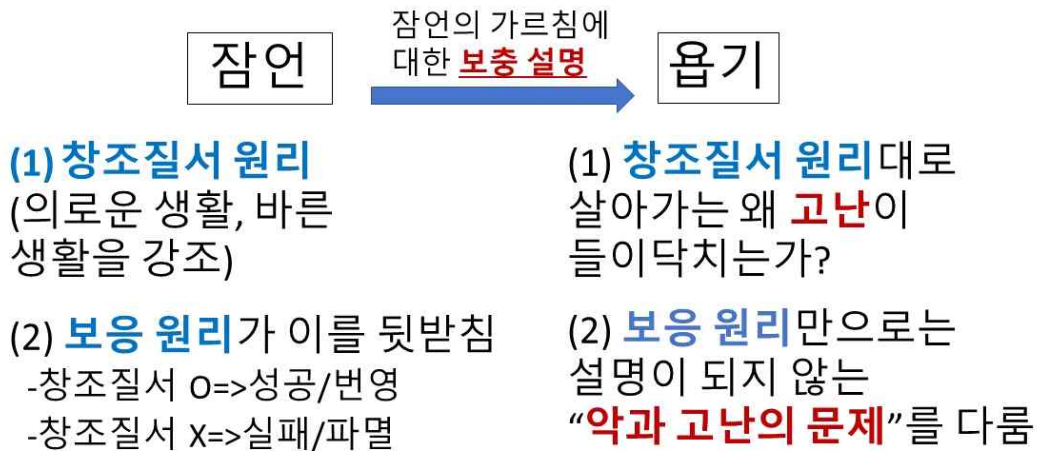 잠언
잠언의 가르침에
대한 보충 설명
욥기
(1) 창조질서 원리
(의로운 생활, 바른
생활을 강조)
(2) 보응 원리가 이를 뒷받침
-창조질서 O=>성공/번영
-창조질서 X=>실패/파멸
(1) 창조질서 원리대로
살아가는 왜 고난이
들이닥치는가?
(2) 보응 원리만으로는
설명이 되지 않는
“악과 고난의 문제”를 다룸